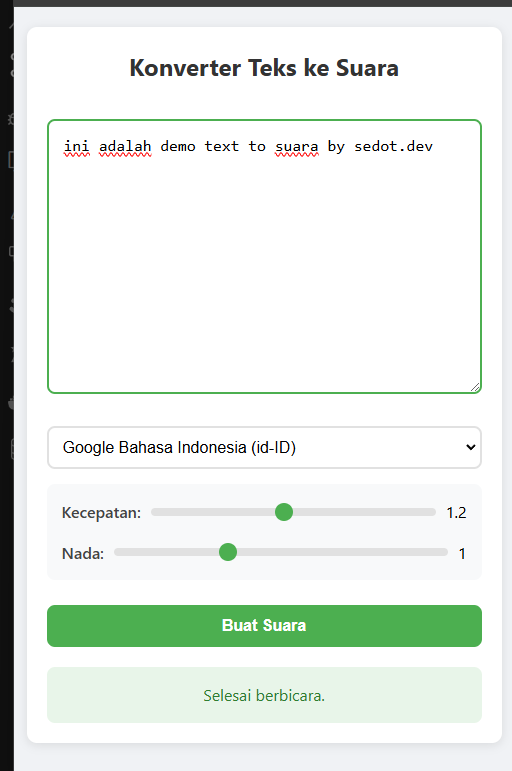 Konverter Teks ke Suara
ini adalah demo text to suara by sedot.dev
Google Bahasa Indonesia (id-ID)
Kecepatan: 1.2
Nada: 1
Buat Suara
Selesai berbicara.